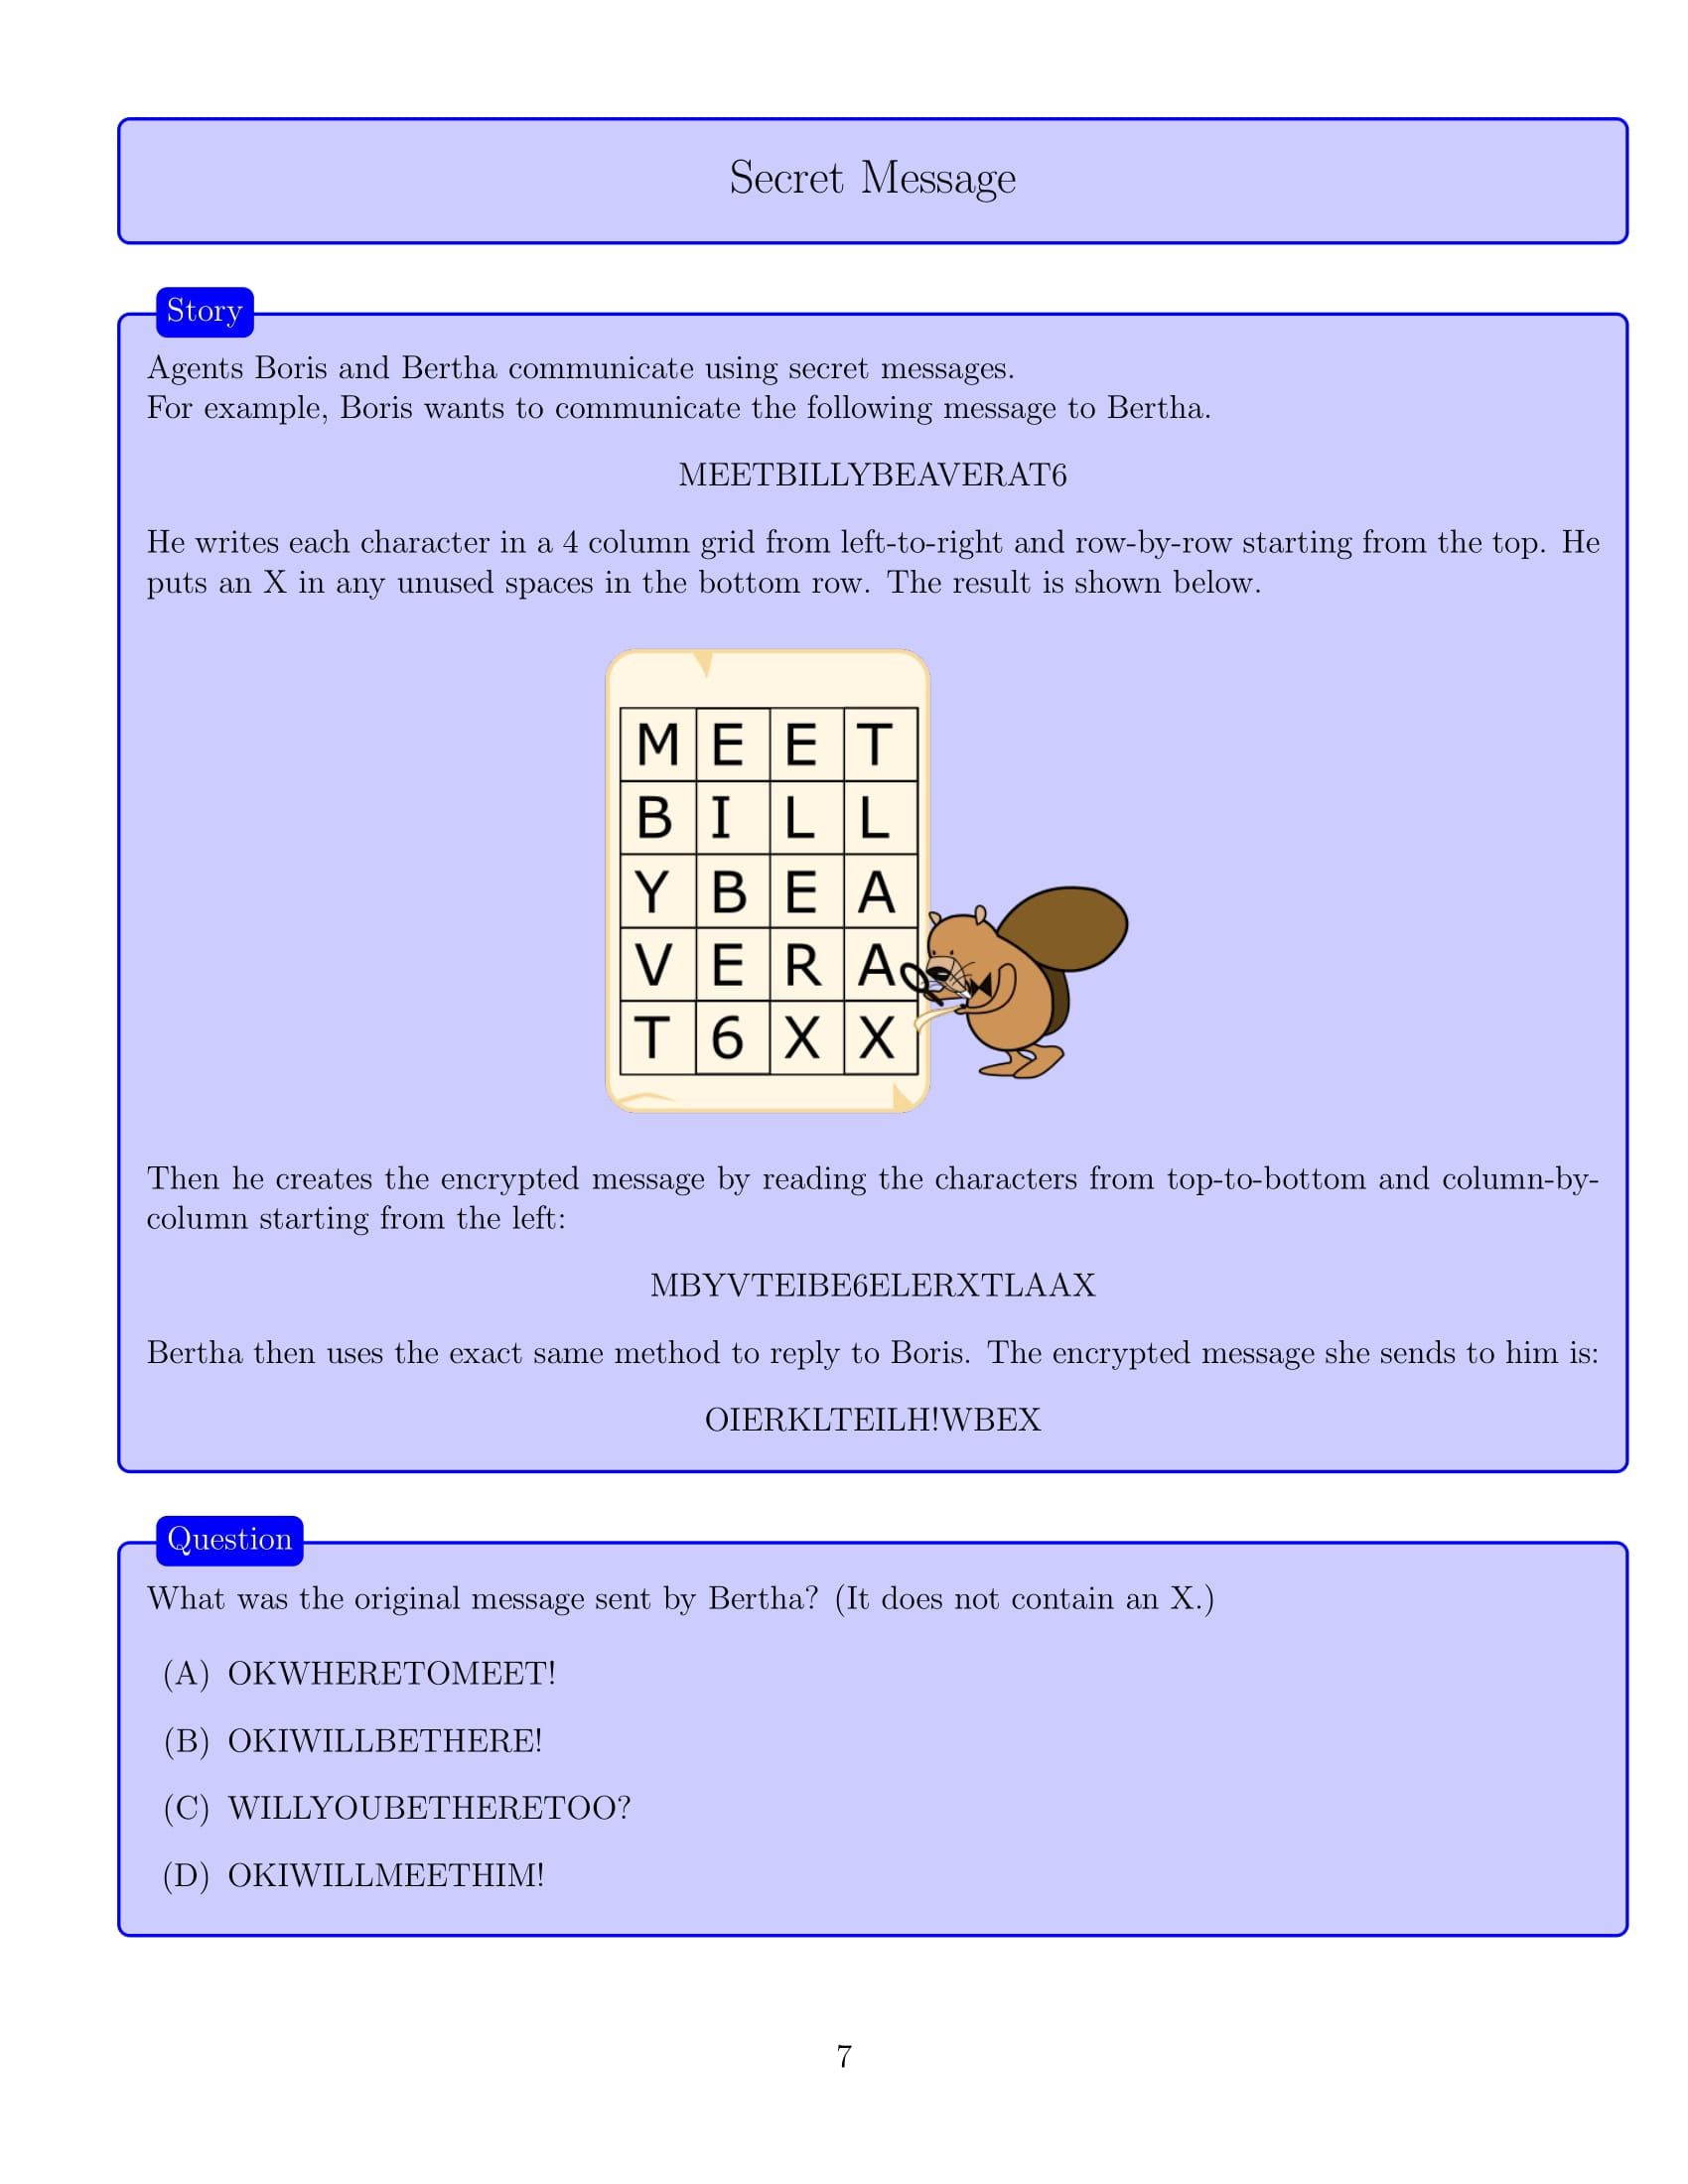 Secret Message
Story
Agents Boris and Bertha communicate using secret messages.
For example, Boris wants to communicate the following message to Bertha.
MEETBILLYBEAVERAT6
He writes each character in a 4 column grid from left-to-right and row-by-row starting from the top. He
puts an X in any unused spaces in the bottom row. The result is shown below.
M E E T
B I L L
Y B E A
V E R A
T 6 X X
Then he creates the encrypted message by reading the characters from top-to-bottom and column-by-
column starting from the left:
MBYVTEIBE6ELERXTLAAX
Bertha then uses the exact same method to reply to Boris. The encrypted message she sends to him is:
OIERKLTEILH!WBEX
Question
What was the original message sent by Bertha? (It does not contain an X.)
(A) OKWHERETOMEET!
(B) OKIWILLBETHERE!
(C) WILLYOUBETHERETOO?
(D) OKIWILLMEETHIM!
7